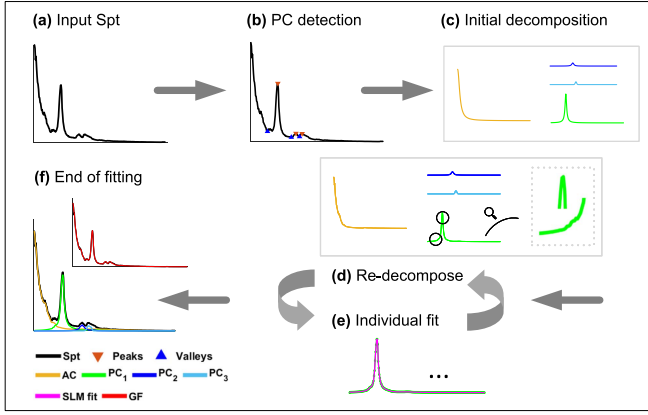 (a) Input Spt
(b) PC detection
(c) Initial decomposition
(f) End of fitting
(d) Re-decompose
(e) Individual fit
...
Spt Peaks Valleys
AC PC1 PC2 PC3
SLM fit GF